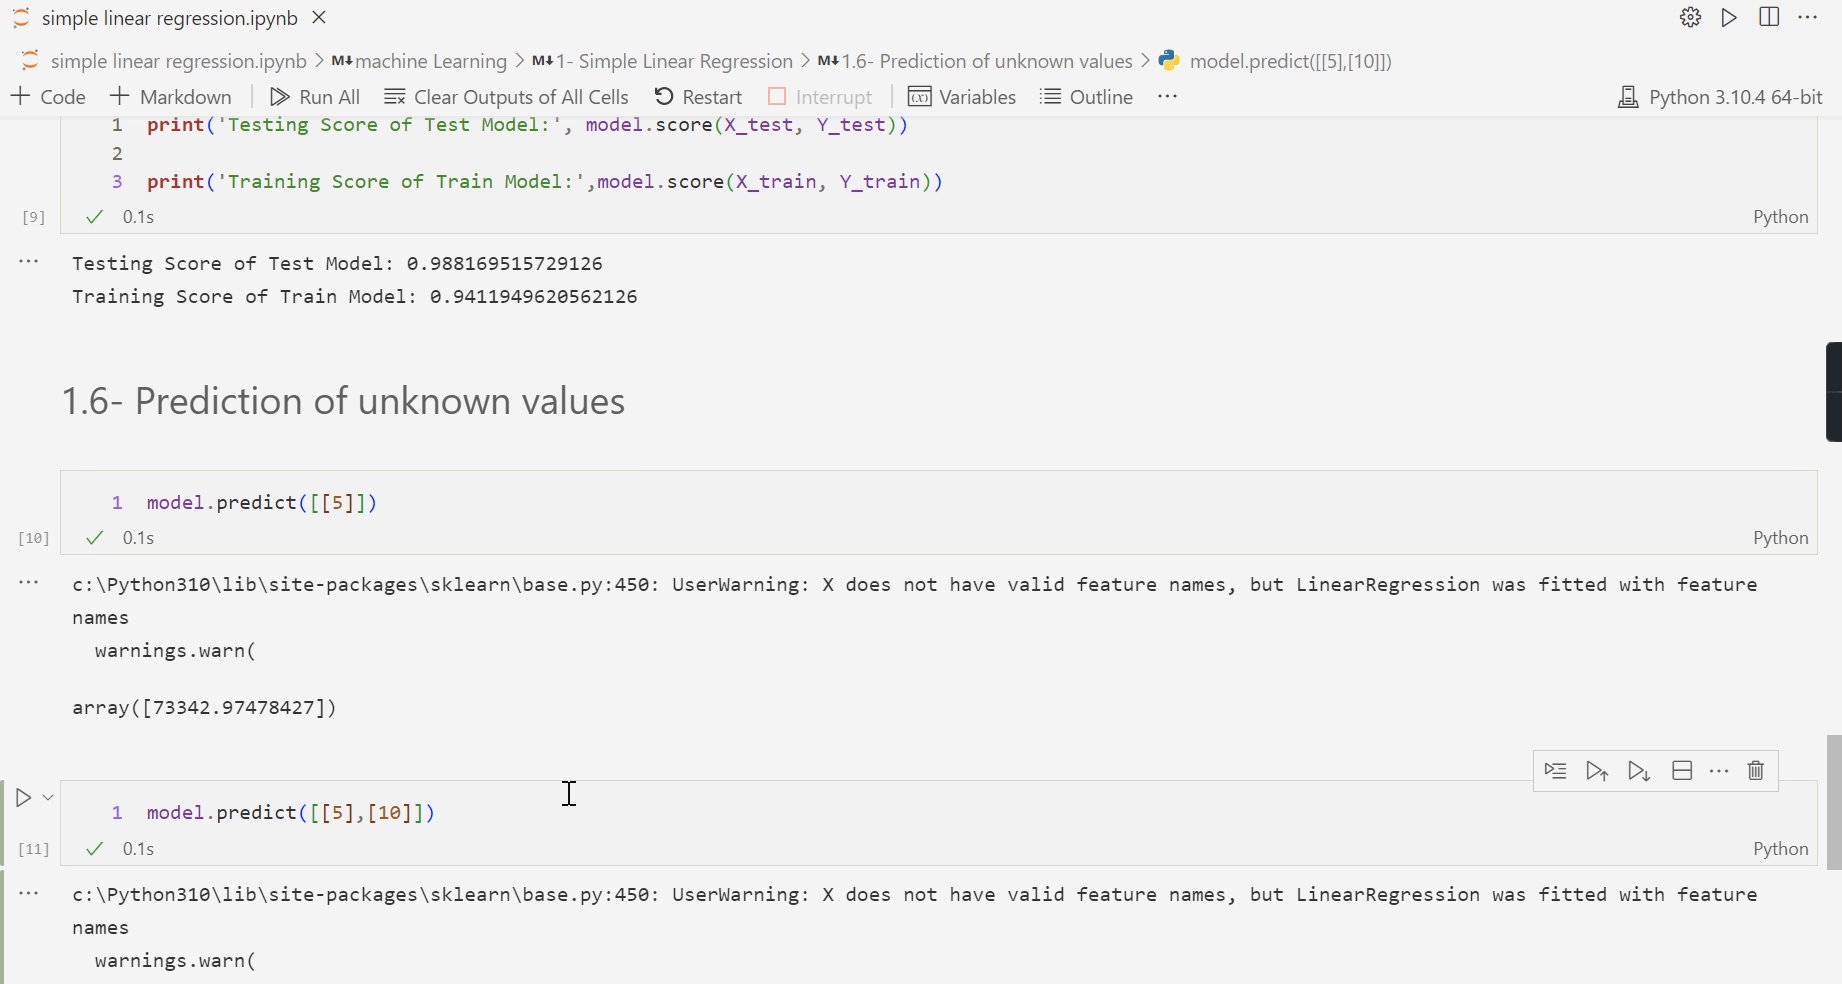 simple linear regression.ipynb
simple linear regression.ipynb > M↓machine Learning > M↓1- Simple Linear Regression > M↓1.6- Prediction of unknown values > model.predict([[5],[10]])
+ Code + Markdown | Run All Clear Outputs of All Cells Restart Interrupt | Variables Outline ··· Python 3.10.4 64-bit
1 print('Testing Score of Test Model:', model.score(X_test, Y_test))
2
3 print('Training Score of Train Model:',model.score(X_train, Y_train))
[9] ✓ 0.1s Python
··· Testing Score of Test Model: 0.988169515729126
Training Score of Train Model: 0.9411949620562126
1.6- Prediction of unknown values
1 model.predict([[5]])
[10] ✓ 0.1s Python
··· c:\Python310\lib\site-packages\sklearn\base.py:450: UserWarning: X does not have valid feature names, but LinearRegression was fitted with feature
names
warnings.warn(
array([73342.97478427])
1 model.predict([[5],[10]])
[11] ✓ 0.1s Python
··· c:\Python310\lib\site-packages\sklearn\base.py:450: UserWarning: X does not have valid feature names, but LinearRegression was fitted with feature
names
warnings.warn(